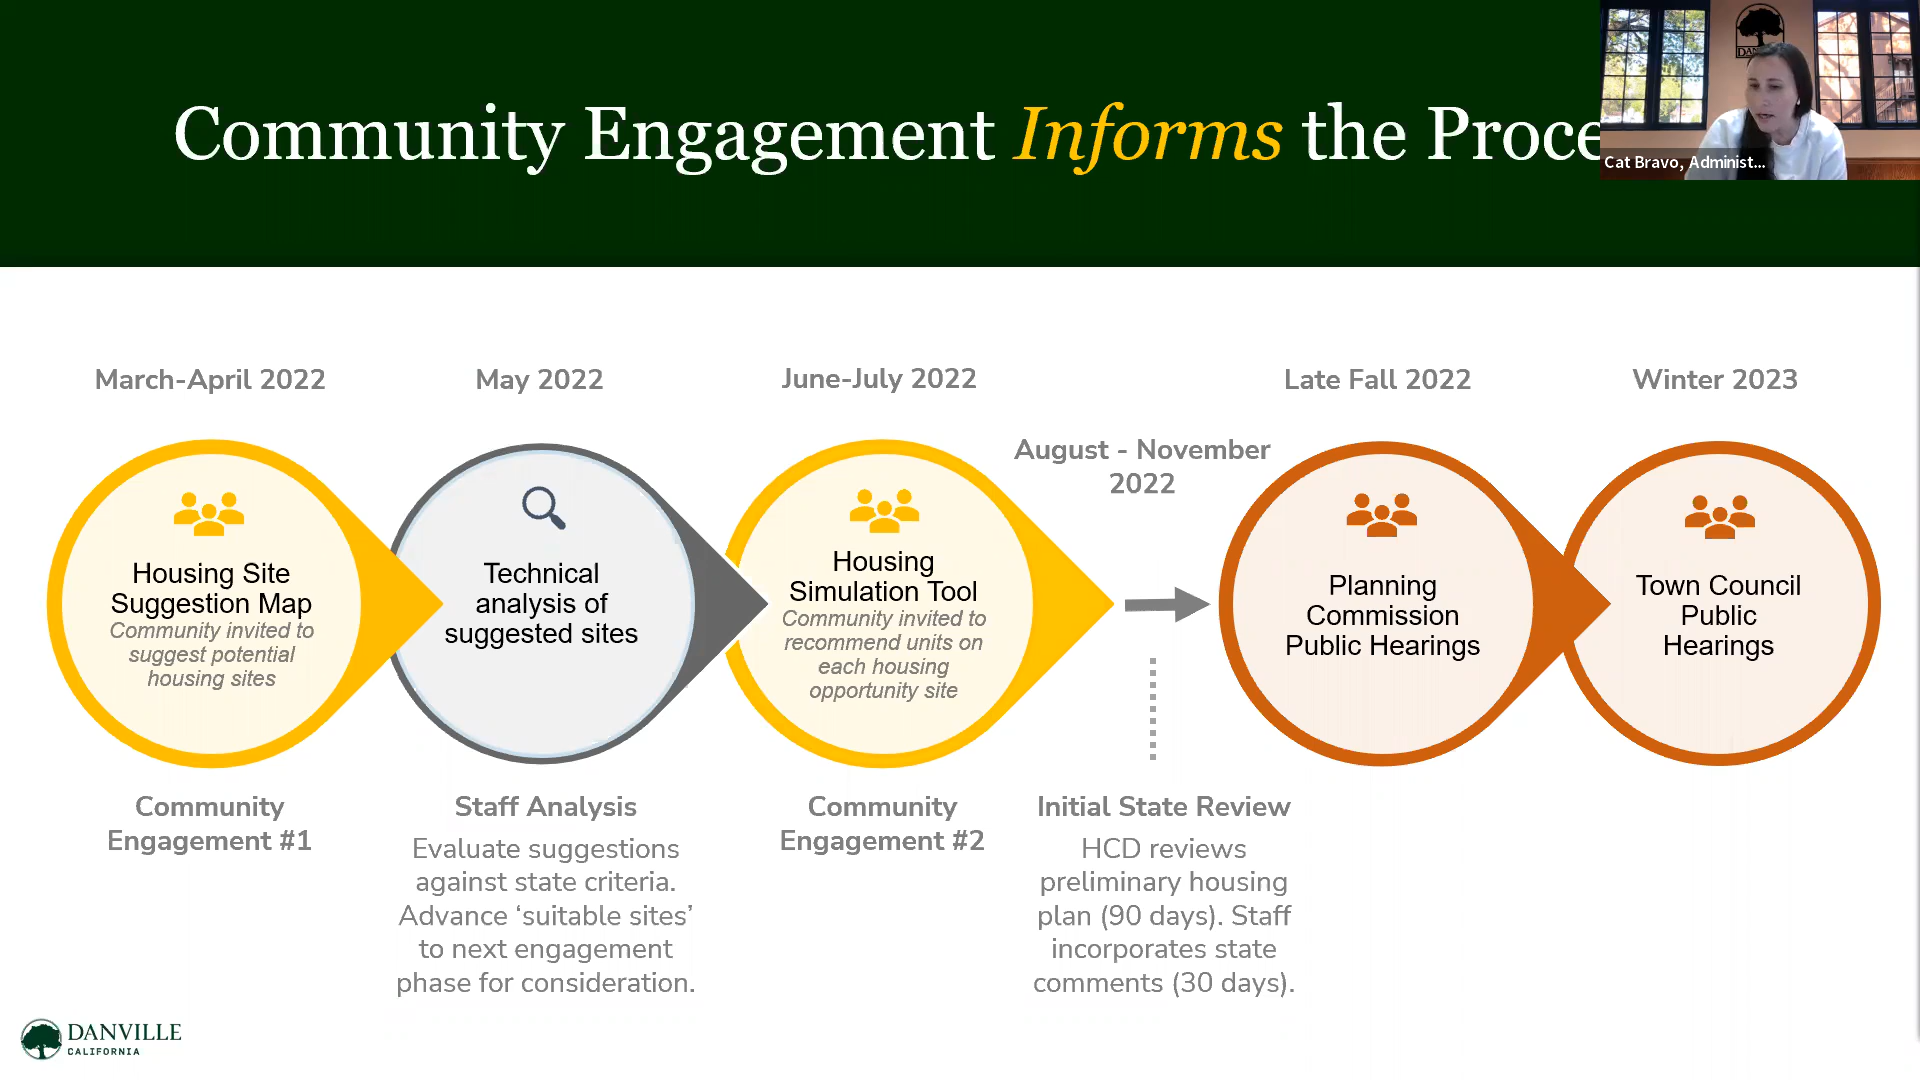 Community Engagement Informs the Proce
DAN
Cat Bravo, Administ...
March-April 2022
May 2022
June-July 2022
August - November
2022
Late Fall 2022
Winter 2023
Housing Site
Suggestion Map
Community invited to
suggest potential
housing sites
Technical
analysis of
suggested sites
Housing
Simulation Tool
Community invited to
recommend units on
each housing
opportunity site
Planning
Commission
Public Hearings
Town Council
Public
Hearings
Community
Engagement #1
Staff Analysis
Evaluate suggestions
against state criteria.
Advance ‘suitable sites’
to next engagement
phase for consideration.
Community
Engagement #2
Initial State Review
HCD reviews
preliminary housing
plan (90 days). Staff
incorporates state
comments (30 days).
DANVILLE
CALIFORNIA